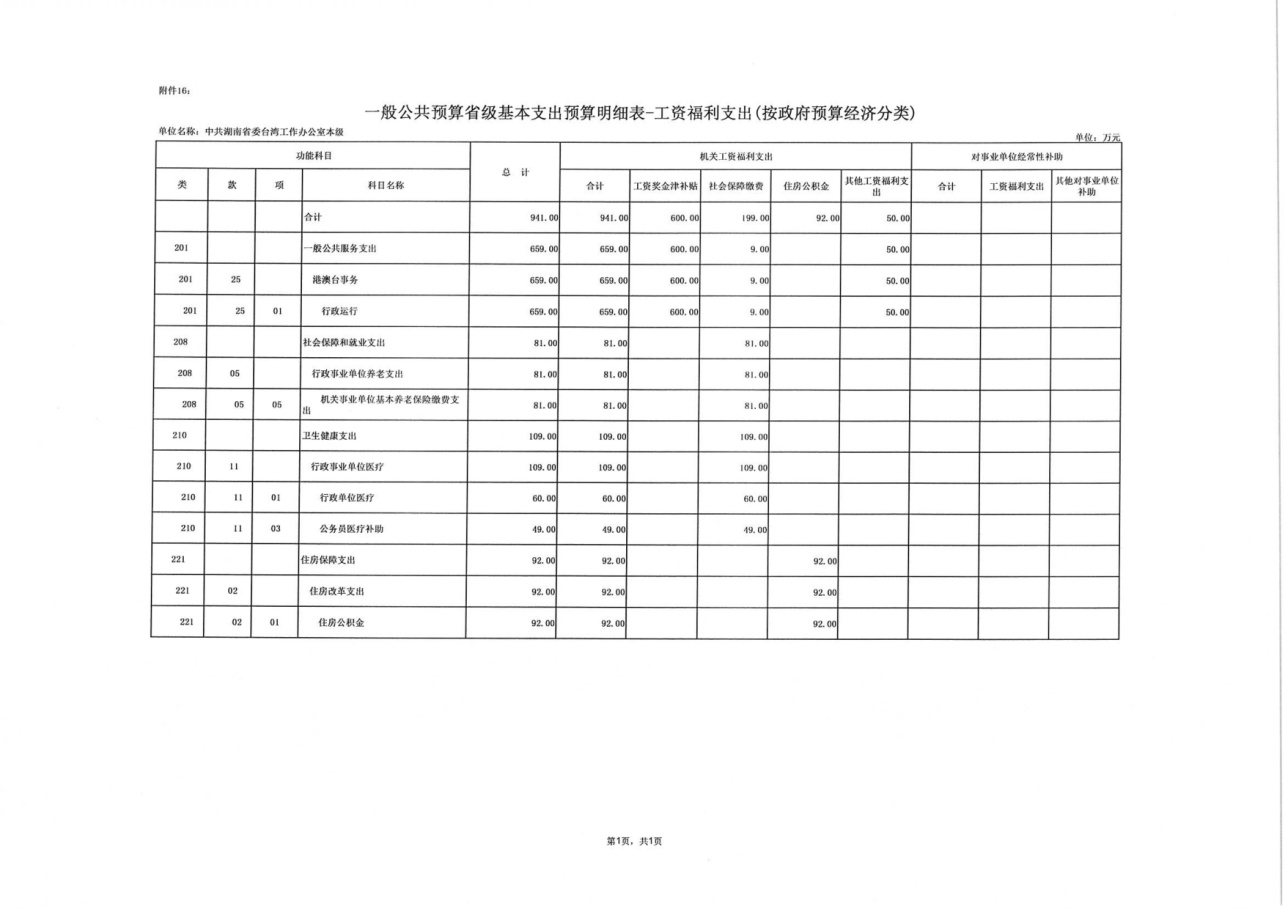 附件16：
一般公共预算省级基本支出预算明细表-工资福利支出(按政府预算经济分类)
单位名称：中共湖南省委台湾工作办公室本级
单位：万元
功能科目 总 计 机关工资福利支出 对事业单位经常性补助
类 款 项 科目名称 合计 工资奖金津补贴 社会保障缴费 住房公积金 其他工资福利支出 合计 工资福利支出 其他对事业单位补助
合计 941.00 941.00 600.00 199.00 92.00 50.00
201 一般公共服务支出 659.00 659.00 600.00 9.00 50.00
201 25 港澳台事务 659.00 659.00 600.00 9.00 50.00
201 25 01 行政运行 659.00 659.00 600.00 9.00 50.00
208 社会保障和就业支出 81.00 81.00 81.00
208 05 行政事业单位养老支出 81.00 81.00 81.00
208 05 05 机关事业单位基本养老保险缴费支出 81.00 81.00 81.00
210 卫生健康支出 109.00 109.00 109.00
210 11 行政事业单位医疗 109.00 109.00 109.00
210 11 01 行政单位医疗 60.00 60.00 60.00
210 11 03 公务员医疗补助 49.00 49.00 49.00
221 住房保障支出 92.00 92.00 92.00
221 02 住房改革支出 92.00 92.00 92.00
221 02 01 住房公积金 92.00 92.00 92.00
第1页，共1页